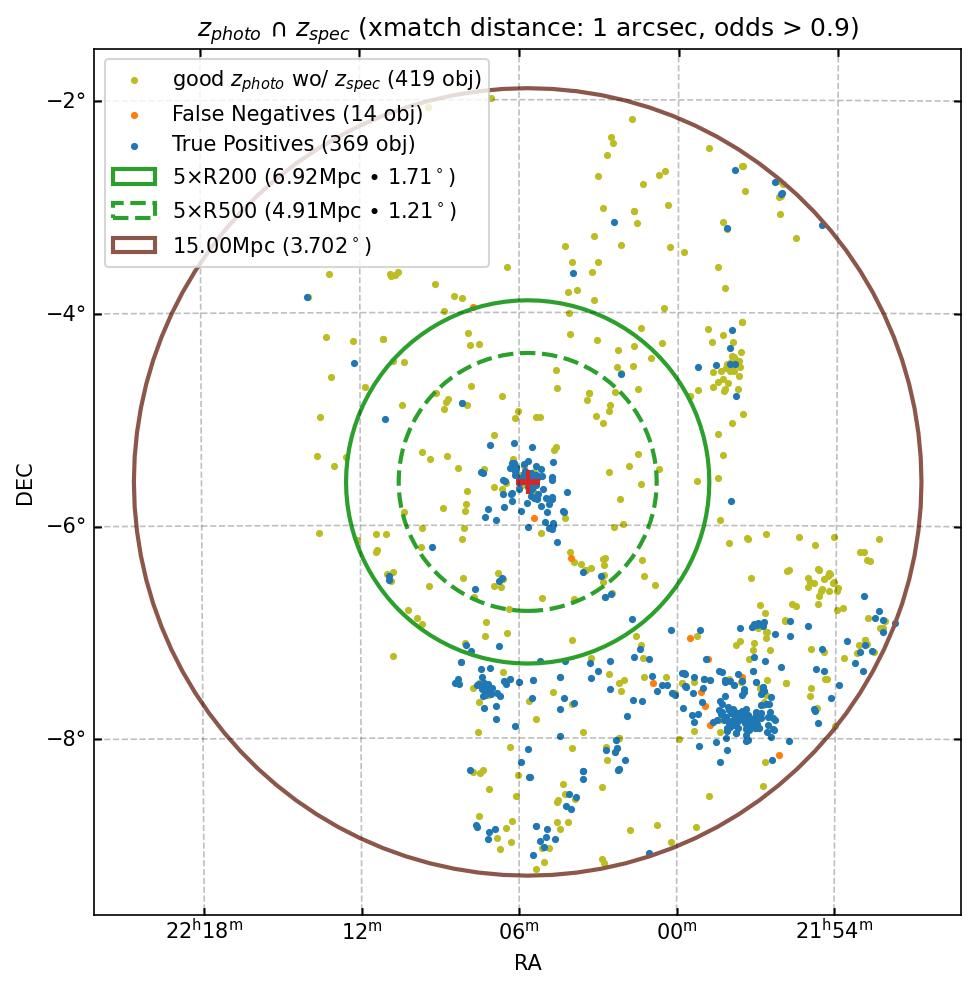 z_photo ∩ z_spec (xmatch distance: 1 arcsec, odds > 0.9)
good z_photo wo/ z_spec (419 obj)
False Negatives (14 obj)
True Positives (369 obj)
5×R200 (6.92Mpc • 1.71°)
5×R500 (4.91Mpc • 1.21°)
15.00Mpc (3.702°)
−2°
−4°
−6°
−8°
DEC
22ʰ18ᵐ 12ᵐ 06ᵐ 00ᵐ 21ʰ54ᵐ
RA